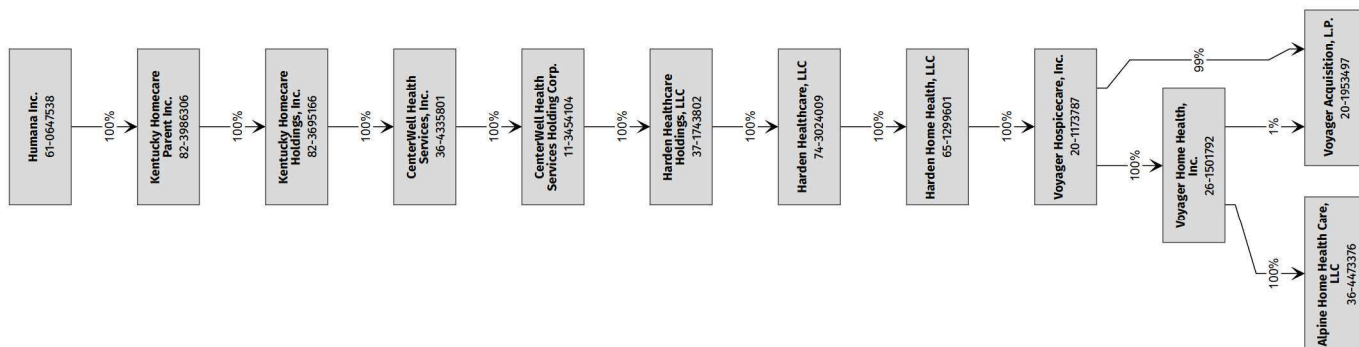 Humana Inc.
61-0647538
100%
Kentucky Homecare
Parent Inc.
82-3986306
100%
Kentucky Homecare
Holdings, Inc.
82-3695166
100%
CenterWell Health
Services, Inc.
36-4335801
100%
CenterWell Health
Services Holding Corp.
11-3454104
100%
Harden Healthcare
Holdings, LLC
37-1743802
100%
Harden Healthcare, LLC
74-3024009
100%
Harden Home Health, LLC
65-1299601
100%
Voyager Hospicecare, Inc.
20-1173787
99%
100%
Voyager Home Health,
Inc.
26-1501792
1%
100%
Voyager Acquisition, L.P.
20-1953497
Alpine Home Health Care,
LLC
36-4473376